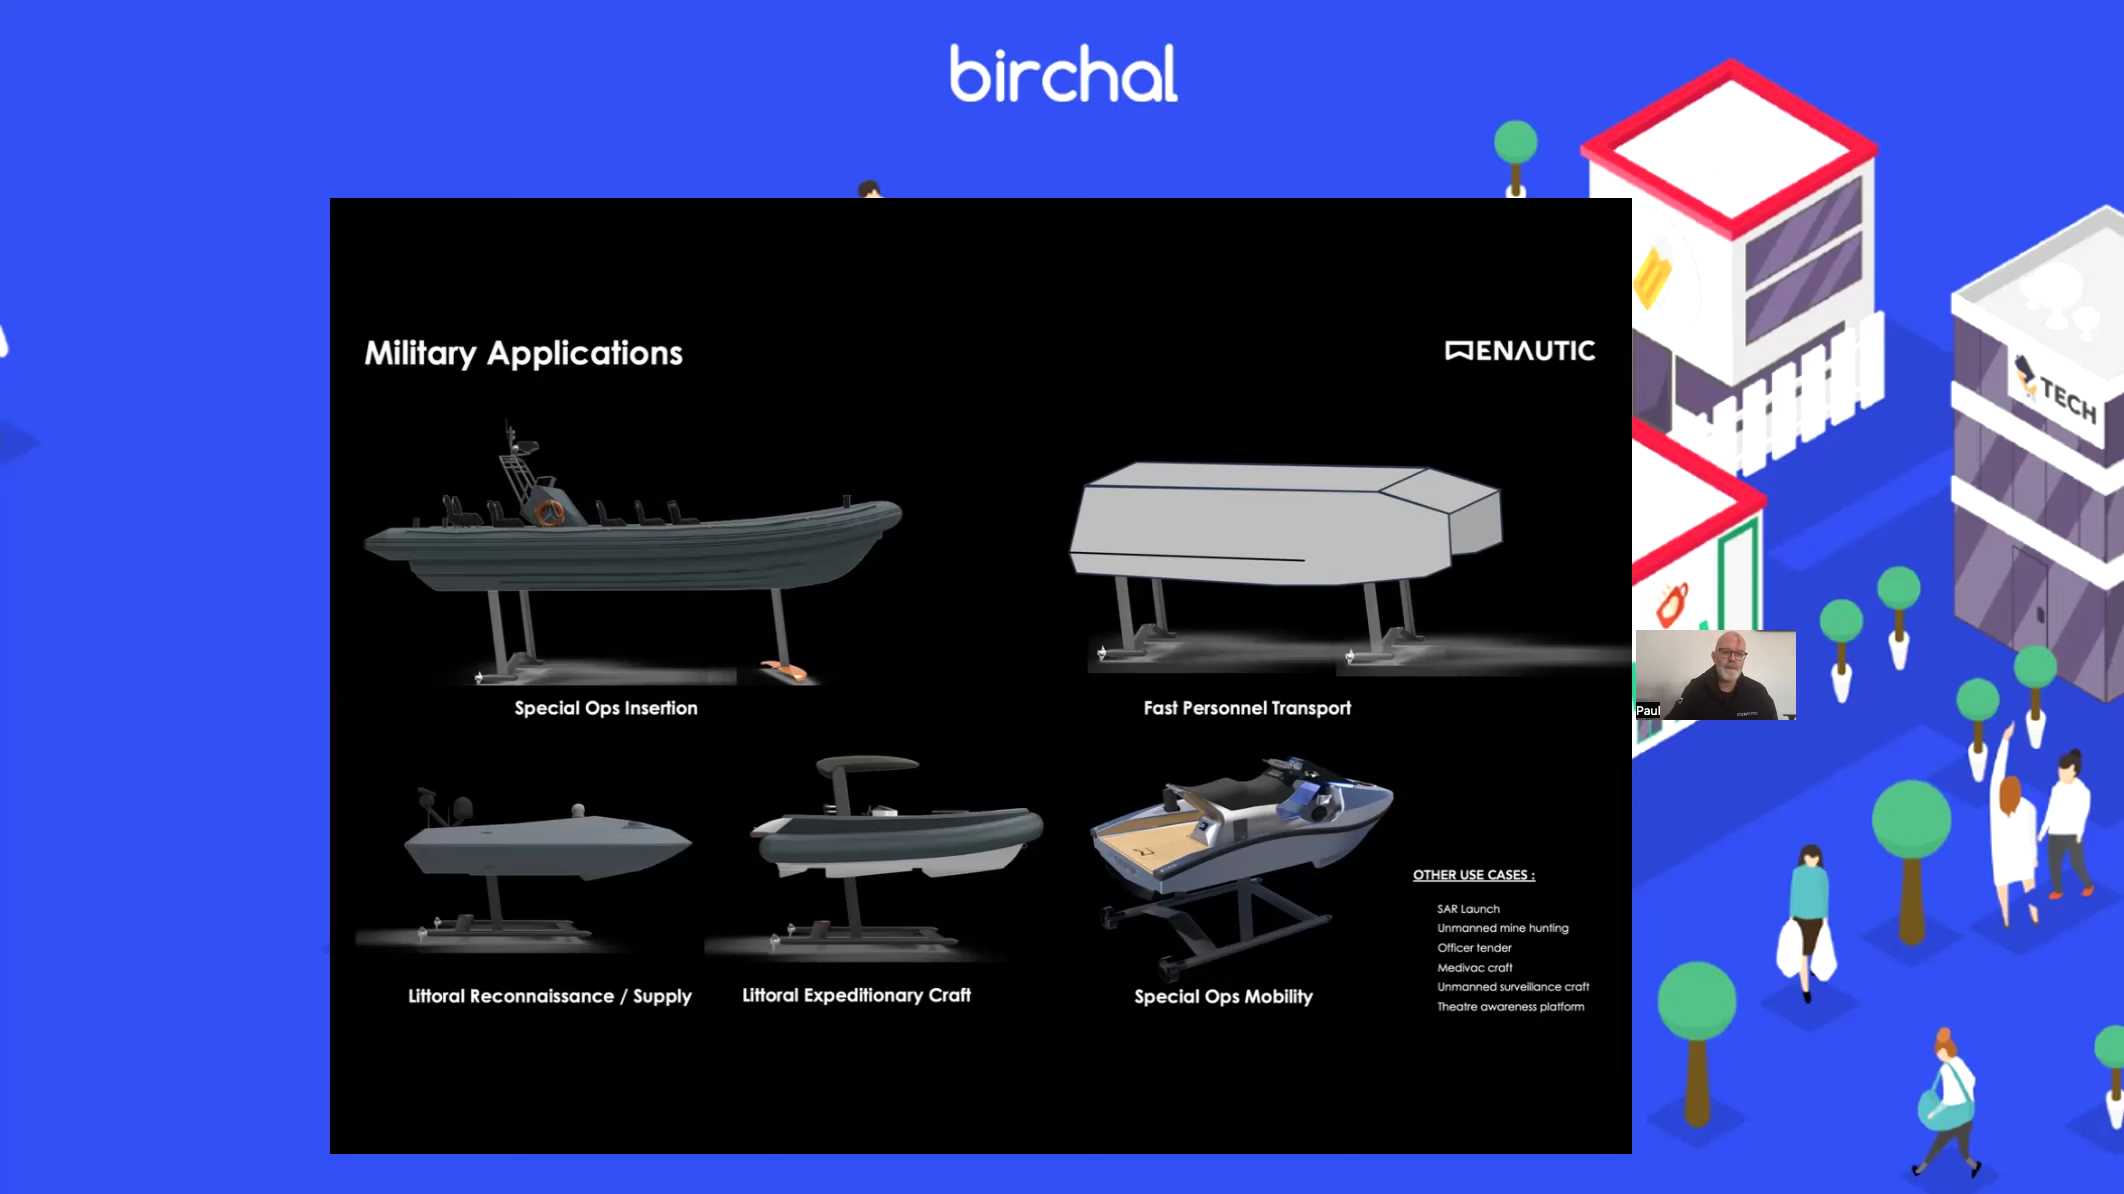 birchal
Military Applications
ENAUTIC
TECH
Special Ops Insertion
Fast Personnel Transport
Paul
Littoral Reconnaissance / Supply
Littoral Expeditionary Craft
Special Ops Mobility
OTHER USE CASES :
SAR Launch
Unmanned mine hunting
Officer tender
Medivac craft
Unmanned surveillance craft
Theatre awareness platform